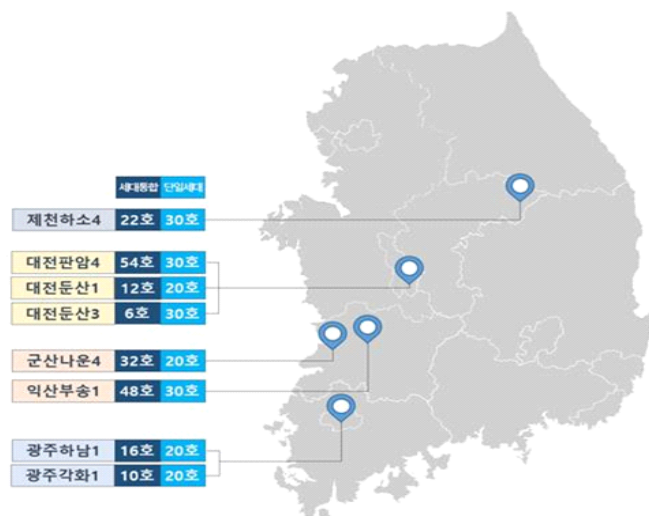 세대통합 단일세대
제천하소4 22호 30호
대전판암4 54호 30호
대전둔산1 12호 20호
대전둔산3 6호 30호
군산나운4 32호 20호
익산부송1 48호 30호
광주하남1 16호 20호
광주각화1 10호 20호